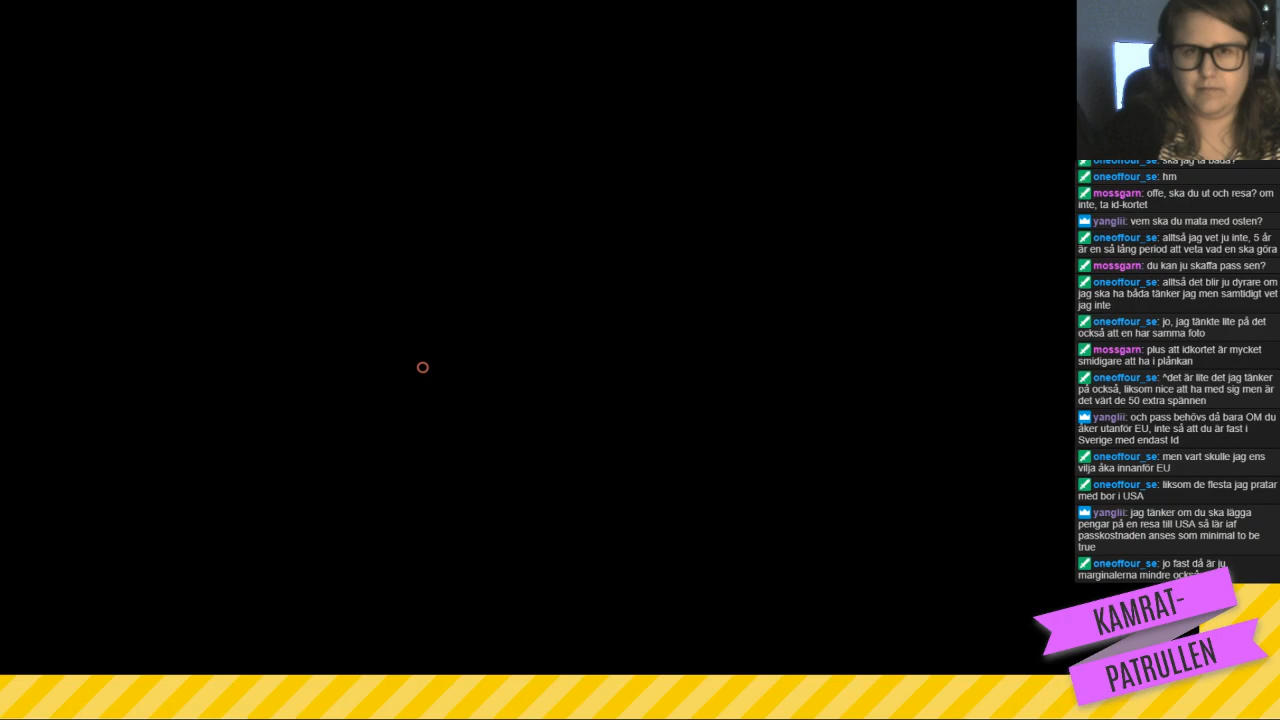 oneoffour_se: ska jag ta båda?
oneoffour_se: hm
mossgarn: offe, ska du ut och resa? om
inte, ta id-kortet
yanglii: vem ska du mata med osten?
oneoffour_se: alltså jag vet ju inte, 5 år
är en så lång period att veta vad en ska göra
mossgarn: du kan ju skaffa pass sen?
oneoffour_se: alltså det blir ju dyrare om
jag ska ha båda tänker jag men samtidigt vet
jag inte
oneoffour_se: jo, jag tänkte lite på det
också att en har samma foto
mossgarn: plus att idkortet är mycket
smidigare att ha i plånkan
oneoffour_se: ^det är lite det jag tänker
på också, liksom nice att ha med sig men är
det värt de 50 extra spännen
yanglii: och pass behövs då bara OM du
åker utanför EU, inte så att du är fast i
Sverige med endast Id
oneoffour_se: men vart skulle jag ens
vilja åka innanför EU
oneoffour_se: liksom de flesta jag pratar
med bor i USA
yanglii: jag tänker om du ska lägga
pengar på en resa till USA så lär iaf
passkostnaden anses som minimal to be
true
oneoffour_se: jo fast då är ju
marginalerna mindre också
KAMRAT-
PATRULLEN